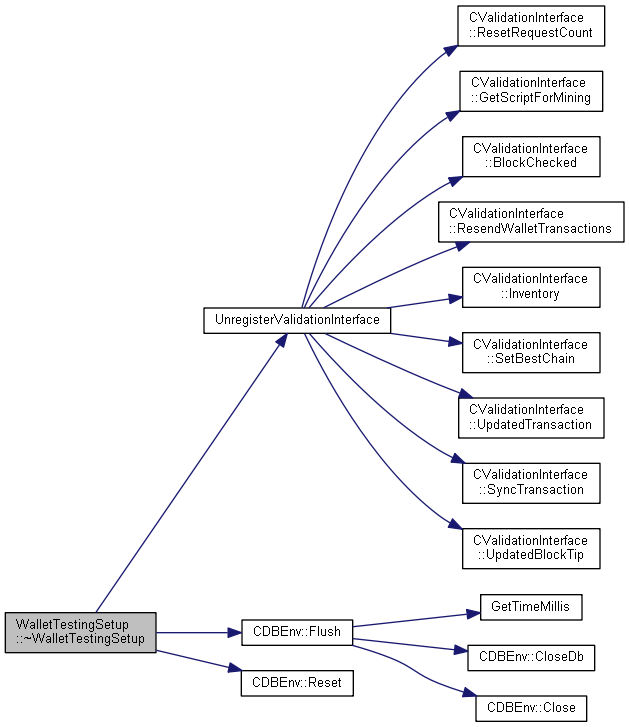 CValidationInterface
::ResetRequestCount
CValidationInterface
::GetScriptForMining
CValidationInterface
::BlockChecked
CValidationInterface
::ResendWalletTransactions
CValidationInterface
::Inventory
UnregisterValidationInterface
CValidationInterface
::SetBestChain
CValidationInterface
::UpdatedTransaction
CValidationInterface
::SyncTransaction
CValidationInterface
::UpdatedBlockTip
WalletTestingSetup
::~WalletTestingSetup
CDBEnv::Flush
CDBEnv::Reset
GetTimeMillis
CDBEnv::CloseDb
CDBEnv::Close